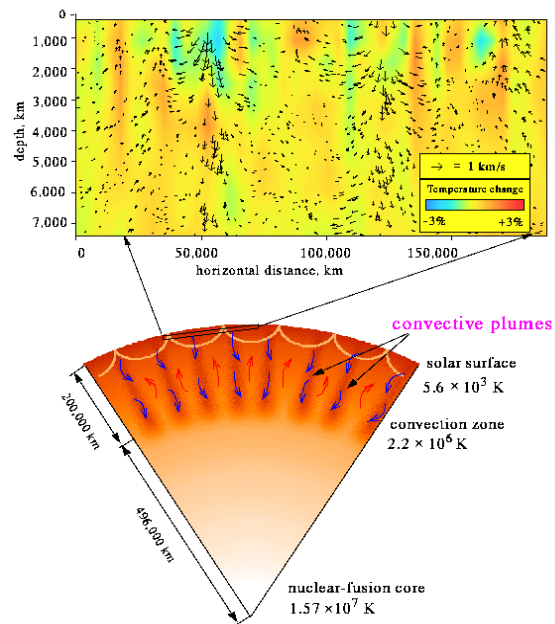 0
1,000
2,000
3,000
4,000
5,000
6,000
7,000
depth, km
→ = 1 km/s
Temperature change
-3% +3%
0 50,000 100,000 150,000
horizontal distance, km
convective plumes
solar surface
5.6 × 10³ K
convection zone
2.2 × 10⁶ K
200,000 km
496,000 km
nuclear-fusion core
1.57 ×10⁷ K